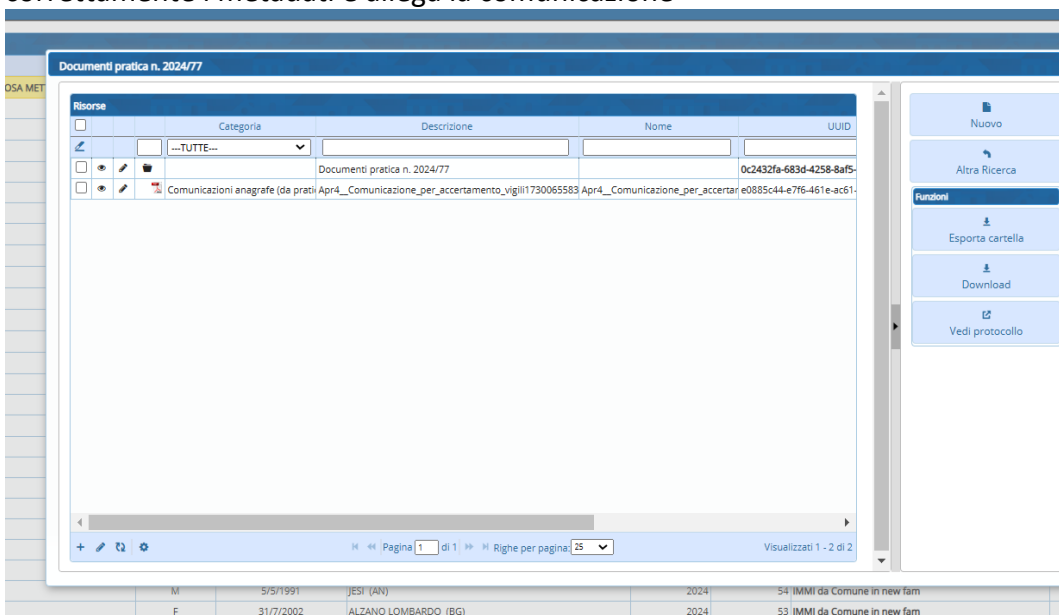 correttamente i metadati e allega la comunicazione
Documenti pratica n. 2024/77
OSA MET
Risorse
Categoria Descrizione Nome UUID
---TUTTE---
Documenti pratica n. 2024/77 0c2432fa-683d-4258-8af5-
Comunicazioni anagrafe (da prati Apr4__Comunicazione_per_accertamento_vigili1730065583 Apr4__Comunicazione_per_accertar e0885c44-e7f6-461e-ac61-
Nuovo
Altra Ricerca
Funzioni
Esporta cartella
Download
Vedi protocollo
Pagina 1 di 1 Righe per pagina: 25 Visualizzati 1 - 2 di 2
M 5/5/1991 JESI (AN) 2024 54 IMMI da Comune in new fam
F 31/7/2002 ALZANO LOMBARDO (BG) 2024 53 IMMI da Comune in new fam